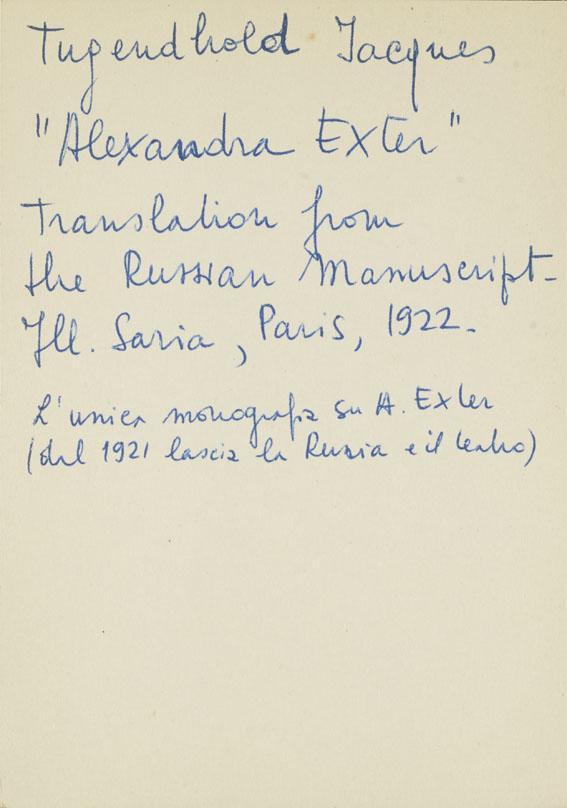 Tugendhold Jacques
"Alexandra Exter"
Translation from
the Russian Manuscript-
Ill. Saria, Paris, 1922.
L'unica monografia su A. Exter
(dal 1921 lascia la Russia e il teatro)